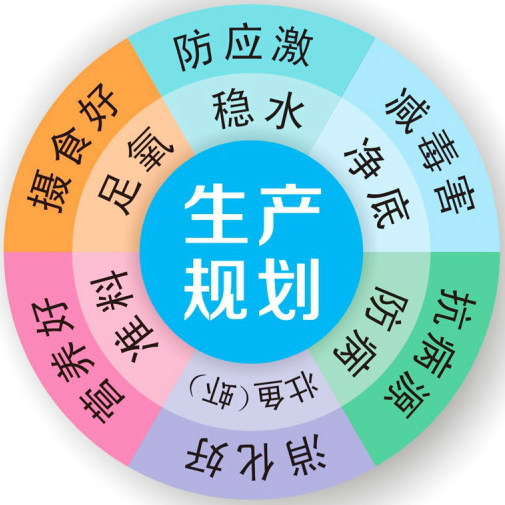 生产
规划
防应激
稳水
减毒害
净底
抗病源
防病
消化好
壮鱼(虾)
营养好
准料
摄食好
足氧